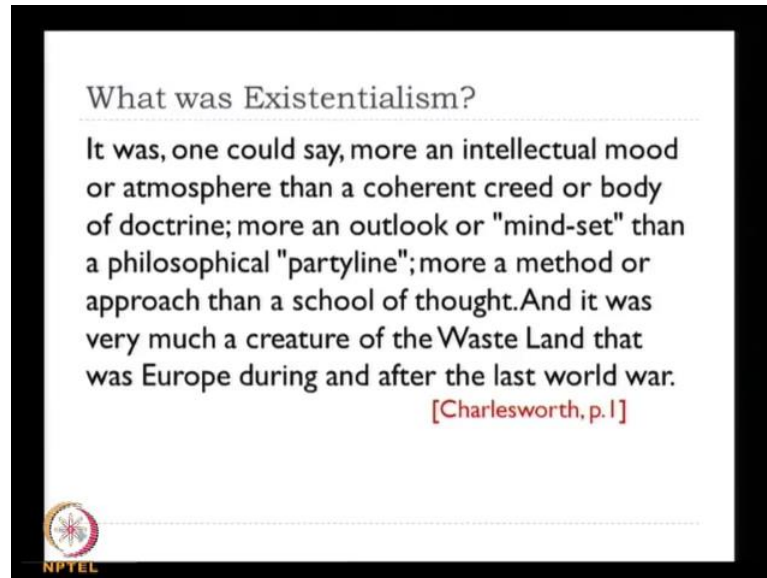 What was Existentialism?
It was, one could say, more an intellectual mood
or atmosphere than a coherent creed or body
of doctrine; more an outlook or "mind-set" than
a philosophical "partyline"; more a method or
approach than a school of thought. And it was
very much a creature of the Waste Land that
was Europe during and after the last world war.
[Charlesworth, p.1]
NPTEL